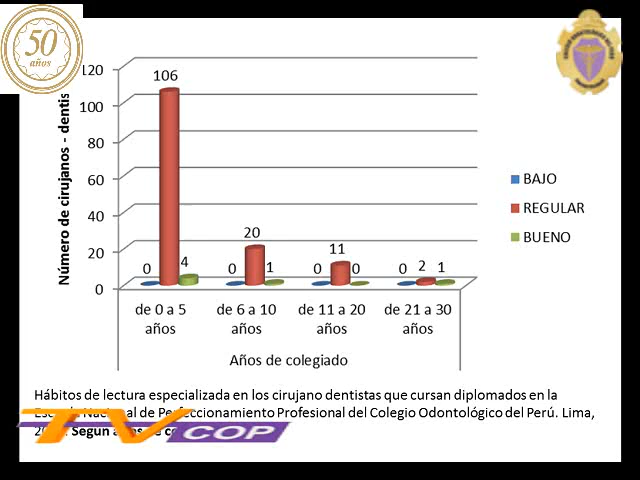 50
años
120
100
80
60
40
20
0
Número de cirujanos - dentis
106
0 4
20
0 1
11
0 0
0 2 1
BAJO
REGULAR
BUENO
de 0 a 5 años
de 6 a 10 años
de 11 a 20 años
de 21 a 30 años
Años de colegiado
Hábitos de lectura especializada en los cirujano dentistas que cursan diplomados en la
Nacional de Perfeccionamiento Profesional del Colegio Odontológico del Perú. Lima,
Segun
TV COP